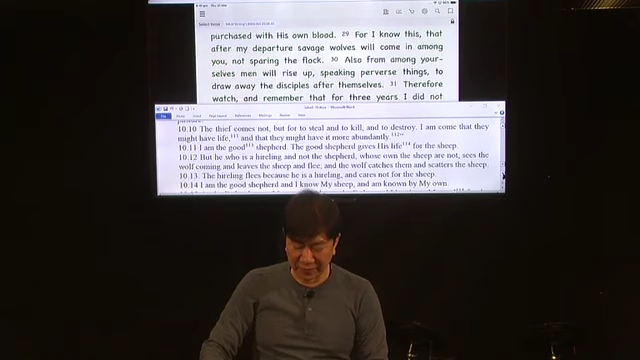 purchased with His own blood. 29 For I know this, that
after my departure savage wolves will come in among
you, not sparing the flock. 30 Also from among your-
selves men will rise up, speaking perverse things, to
draw away the disciples after themselves. 31 Therefore
watch, and remember that for three years I did not
10.10 The thief comes not, but for to steal and to kill, and to destroy. I am come that they
might have life, and that they might have it more abundantly.
10.11 I am the good shepherd. The good shepherd gives His life for the sheep.
10.12 But he who is a hireling and not the shepherd, whose own the sheep are not, sees the
wolf coming and leaves the sheep and flee; and the wolf catches them and scatters the sheep.
10.13. The hireling flees because he is a hireling, and cares not for the sheep.
10.14 I am the good shepherd and I know My sheep, and am known by My own.